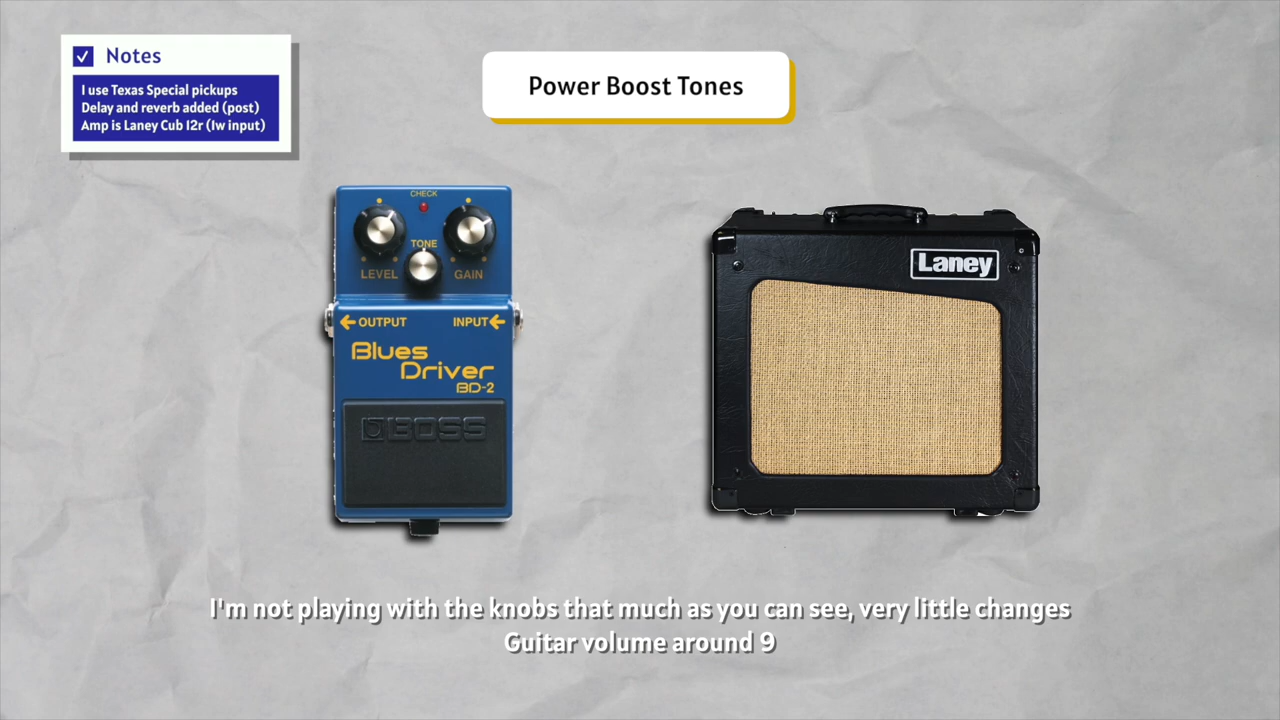 Notes
I use Texas Special pickups
Delay and reverb added (post)
Amp is Laney Cub 12r (1w input)
Power Boost Tones
CHECK
TONE
LEVEL
GAIN
OUTPUT
INPUT
Blues
Driver
BD-2
BOSS
Laney
I'm not playing with the knobs that much as you can see, very little changes
Guitar volume around 9